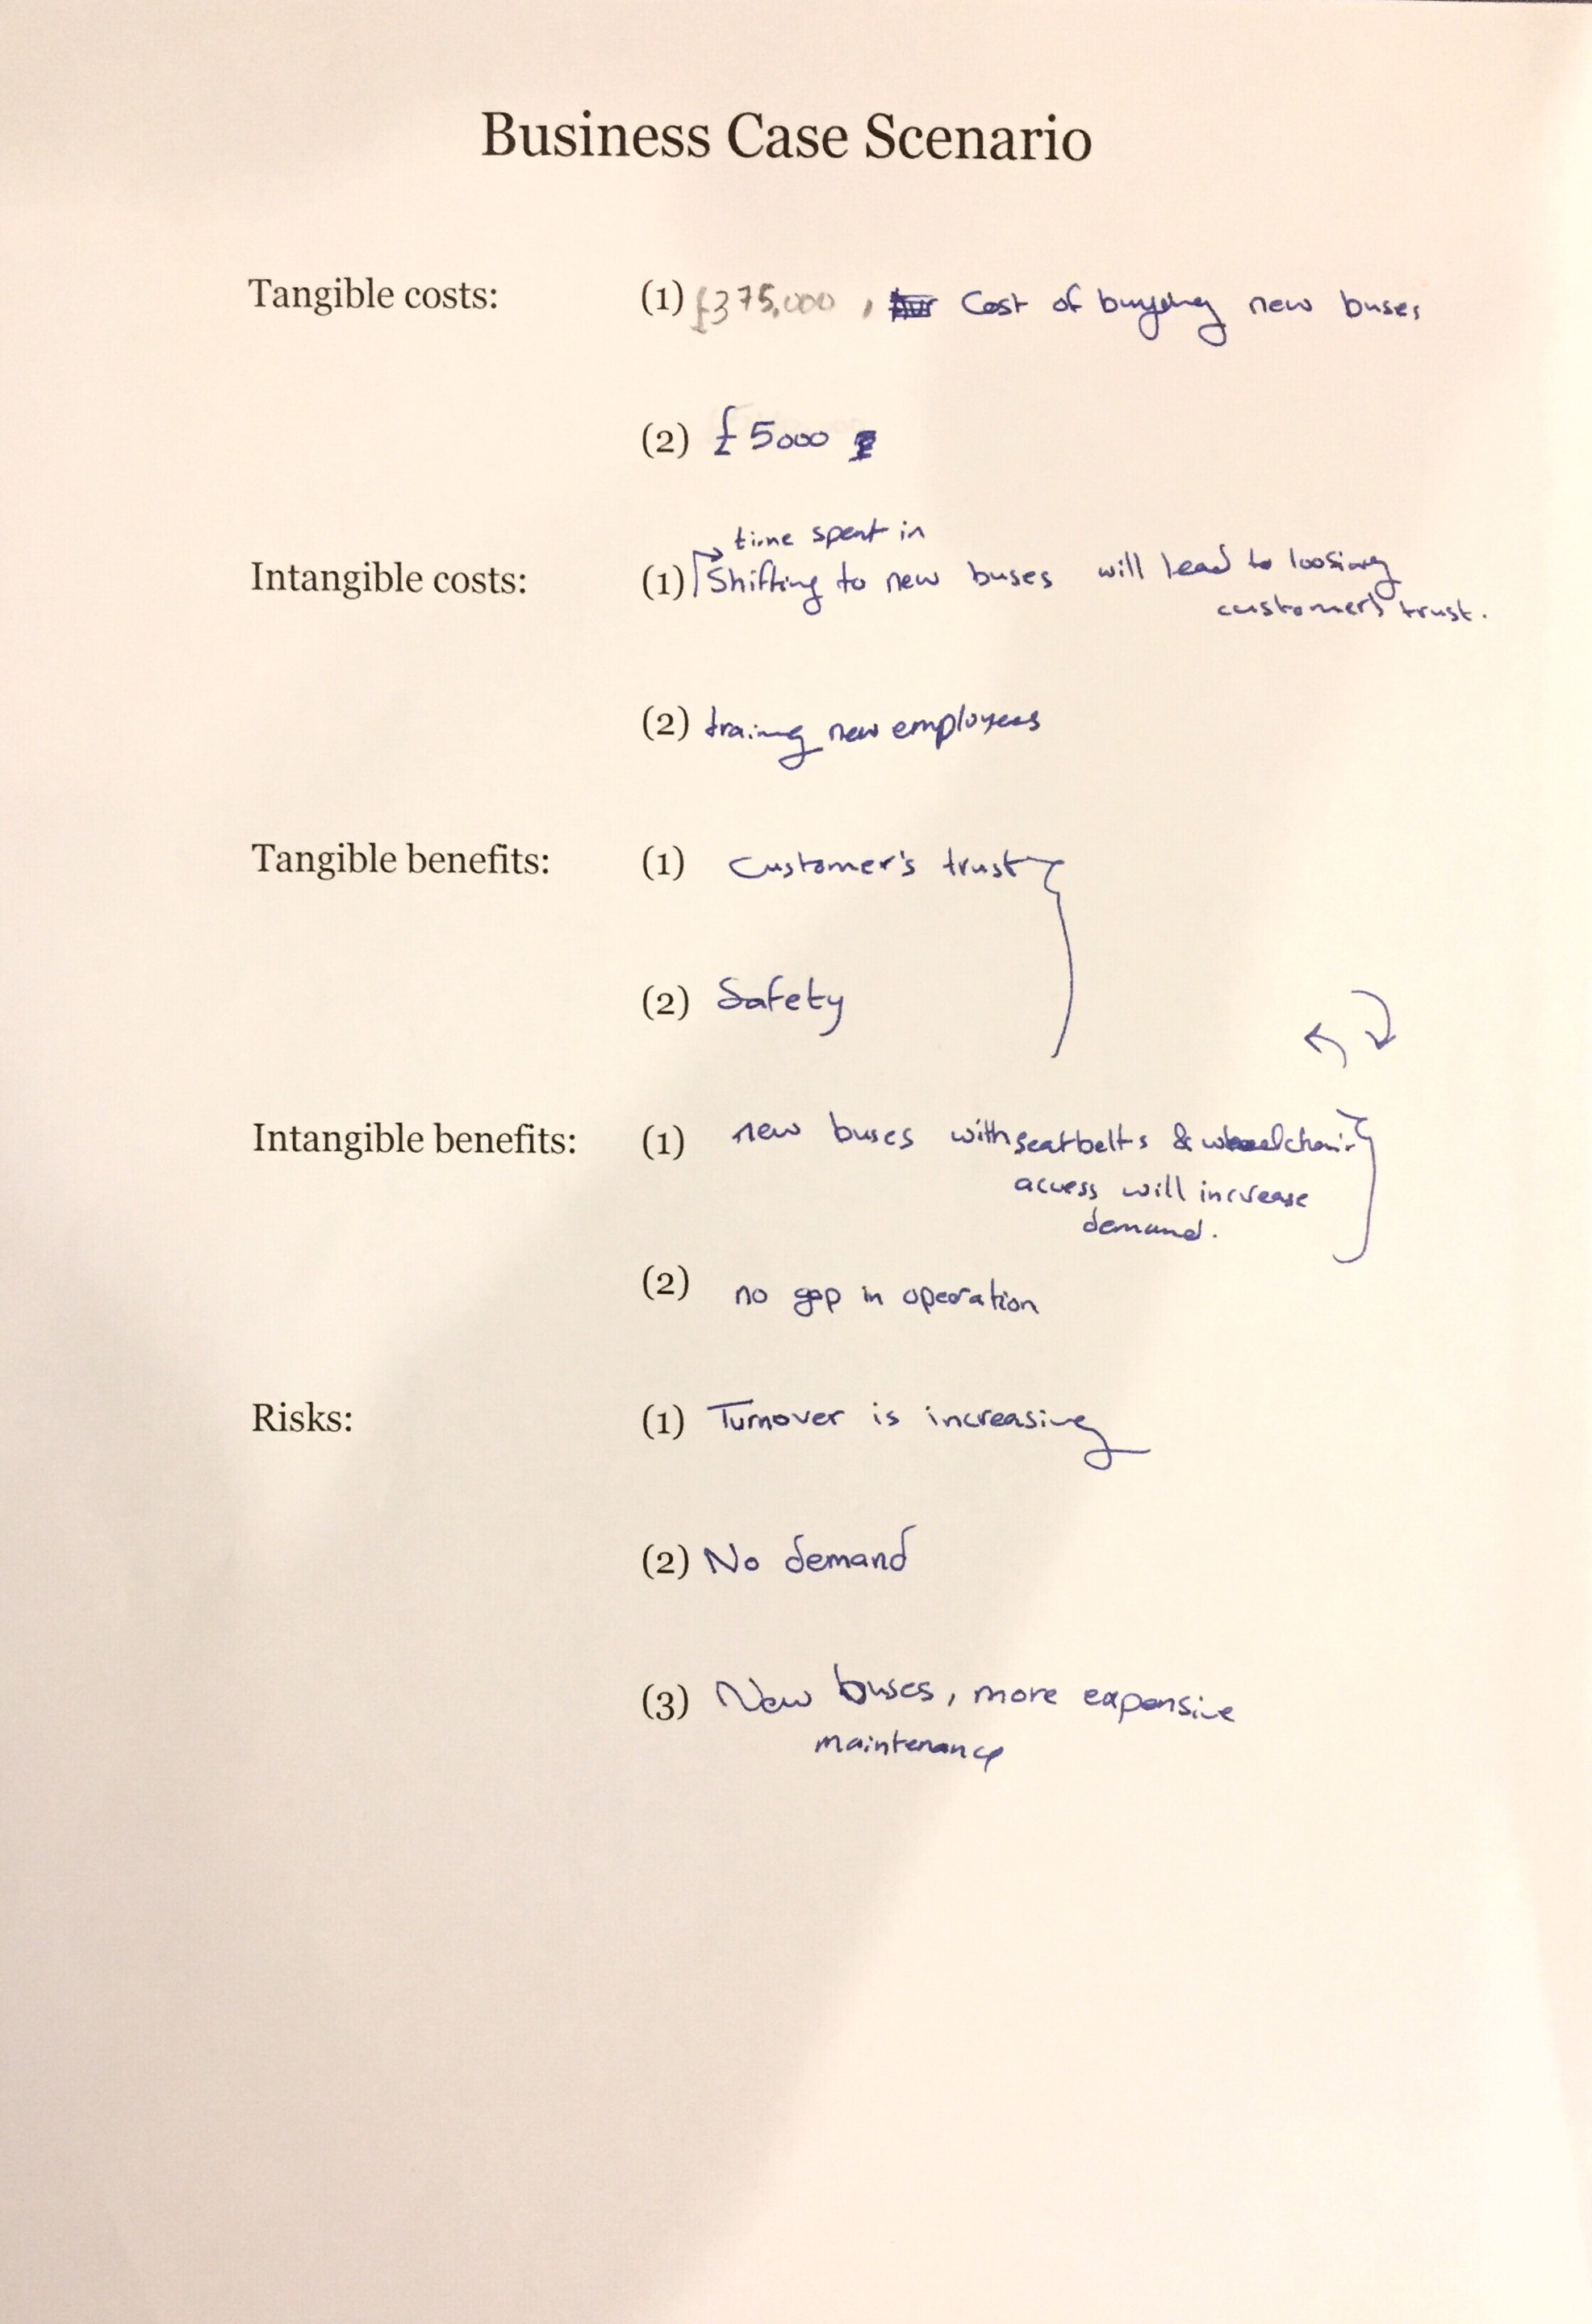 Business Case Scenario
Tangible costs: (1) £375,000 , Cost of buying new buses
(2) £5000
time spent in
Intangible costs: (1) Shifting to new buses will lead to loosing
customers trust.
(2) training new employees
Tangible benefits: (1) Customer's trust
(2) Safety
Intangible benefits: (1) new buses with seatbelts & wheelchair
access will increase
demand.
(2) no gap in operation
Risks: (1) Turnover is increasing
(2) No demand
(3) New buses, more expensive
maintenance